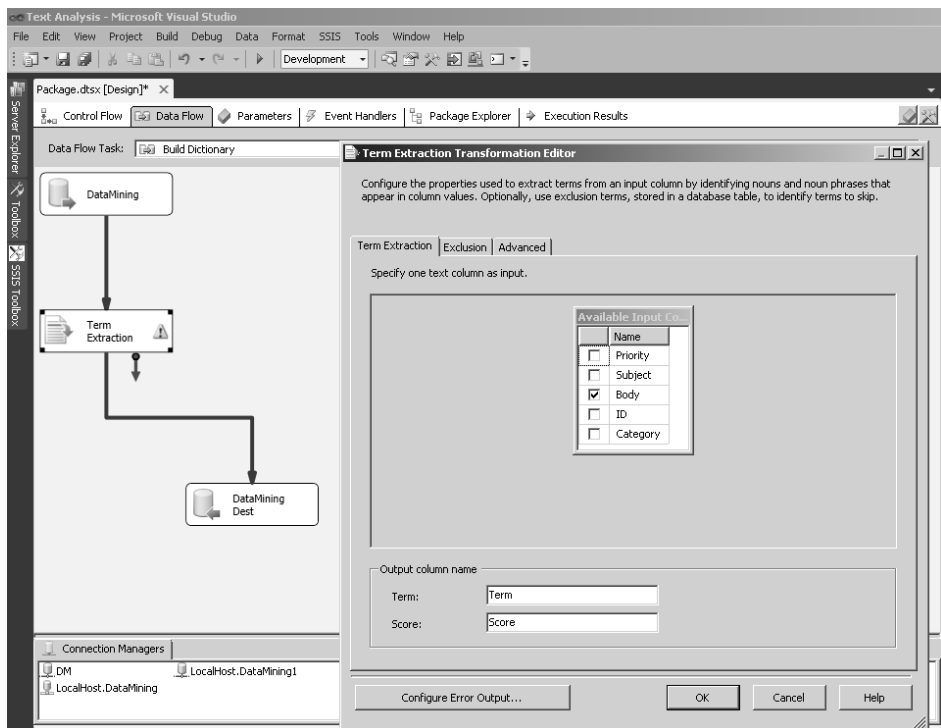 Text Analysis - Microsoft Visual Studio
File Edit View Project Build Debug Data Format SSIS Tools Window Help
Development
Package.dtsx [Design]*
Control Flow Data Flow Parameters Event Handlers Package Explorer Execution Results
Data Flow Task: Build Dictionary
Server Explorer
Toolbox
SSIS Toolbox
DataMining
Term
Extraction
DataMining
Dest
Term Extraction Transformation Editor
Configure the properties used to extract terms from an input column by identifying nouns and noun phrases that
appear in column values. Optionally, use exclusion terms, stored in a database table, to identify terms to skip.
Term Extraction Exclusion Advanced
Specify one text column as input.
Available Input Co...
Name
Priority
Subject
Body
ID
Category
Output column name
Term: Term
Score: Score
Configure Error Output... OK Cancel Help
Connection Managers
DM LocalHost.DataMining1
LocalHost.DataMining